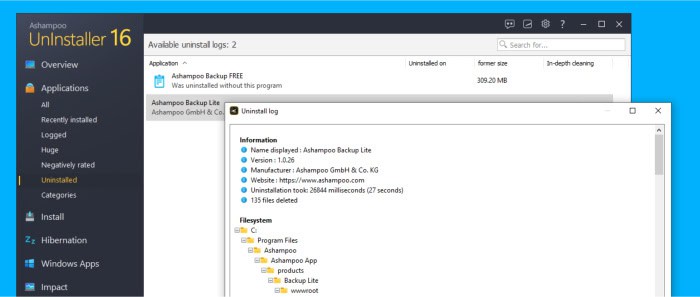 Ashampoo
UnInstaller 16
Overview
Applications
All
Recently installed
Logged
Huge
Negatively rated
Uninstalled
Categories
Install
Hibernation
Windows Apps
Impact
Available uninstall logs: 2
Search for...
Application
Uninstalled on
former size
In-depth cleaning
Ashampoo Backup FREE
Was uninstalled without this program
309.20 MB
Ashampoo Backup Lite
Ashampoo GmbH & Co.
Uninstall log
Information
Name displayed : Ashampoo Backup Lite
Version : 1.0.26
Manufacturer : Ashampoo GmbH & Co. KG
Website : https://www.ashampoo.com
Uninstallation took: 26844 milliseconds (27 seconds)
135 files deleted
Filesystem
C:
Program Files
Ashampoo
Ashampoo App
products
Backup Lite
wwwroot